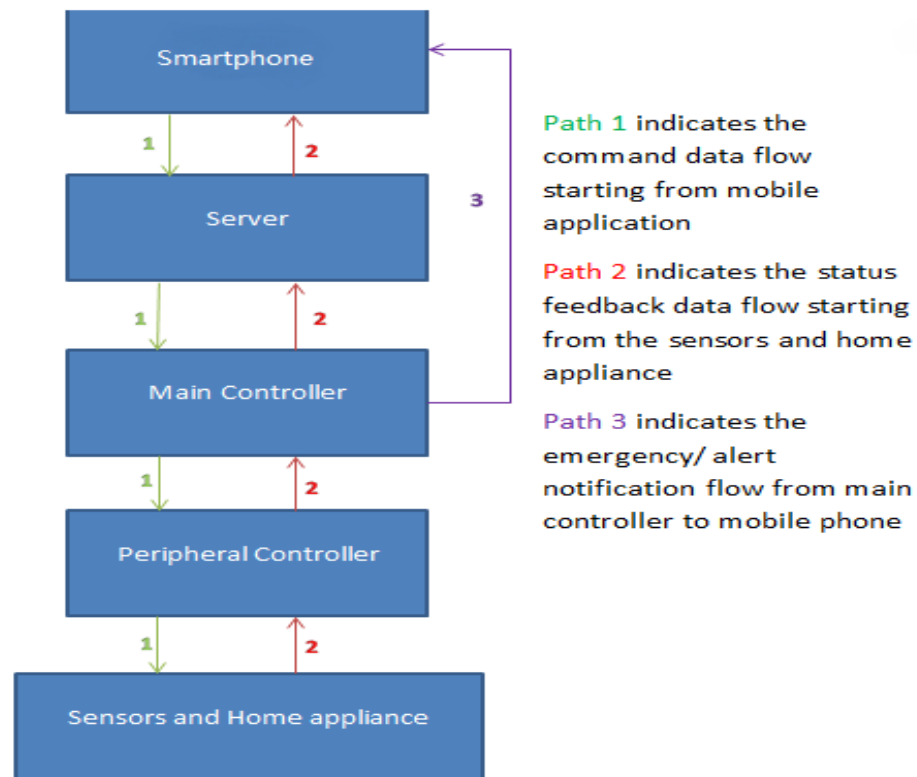 Smartphone
1
2
Server
3
1
2
Main Controller
1
2
Peripheral Controller
1
2
Sensors and Home appliance
Path 1 indicates the
command data flow
starting from mobile
application
Path 2 indicates the status
feedback data flow starting
from the sensors and home
appliance
Path 3 indicates the
emergency/ alert
notification flow from main
controller to mobile phone